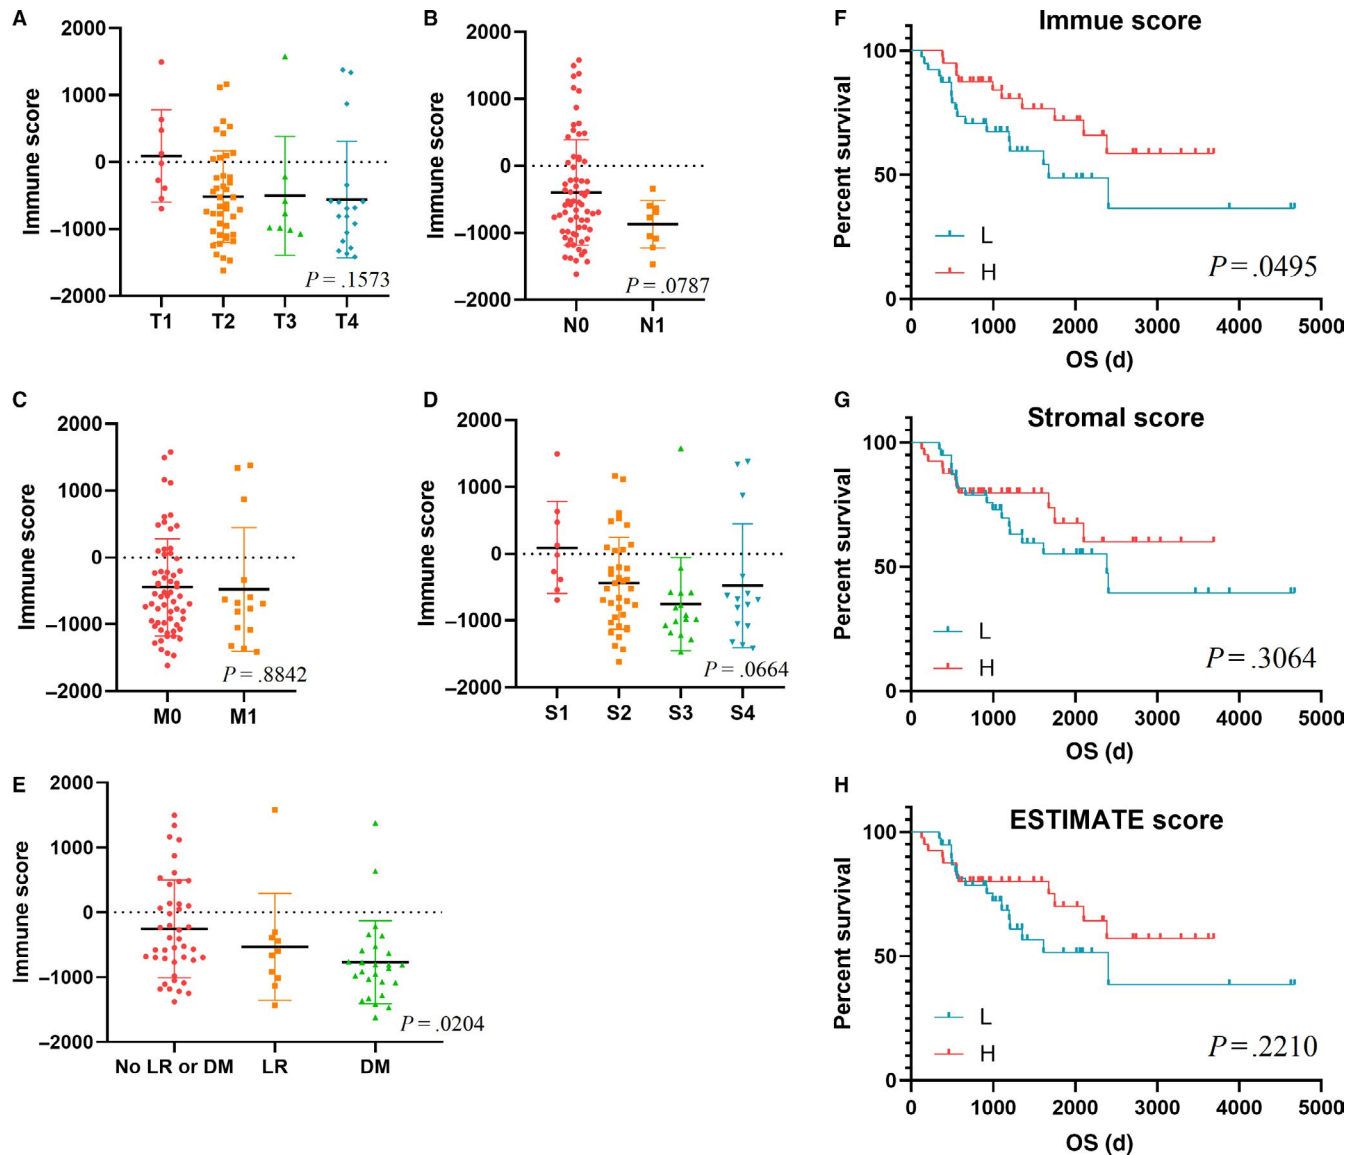 A
Immune score
2000
1000
0
–1000
–2000
P = .1573
T1 T2 T3 T4
B
Immune score
2000
1000
0
–1000
–2000
P = .0787
N0 N1
F
Immue score
Percent survival
100
50
0
L
H
P = .0495
0 1000 2000 3000 4000 5000
OS (d)
C
Immune score
2000
1000
0
–1000
–2000
P = .8842
M0 M1
D
Immune score
2000
1000
0
–1000
–2000
P = .0664
S1 S2 S3 S4
G
Stromal score
Percent survival
100
50
0
L
H
P = .3064
0 1000 2000 3000 4000 5000
OS (d)
E
Immune score
2000
1000
0
–1000
–2000
P = .0204
No LR or DM LR DM
H
ESTIMATE score
Percent survival
100
50
0
L
H
P = .2210
0 1000 2000 3000 4000 5000
OS (d)